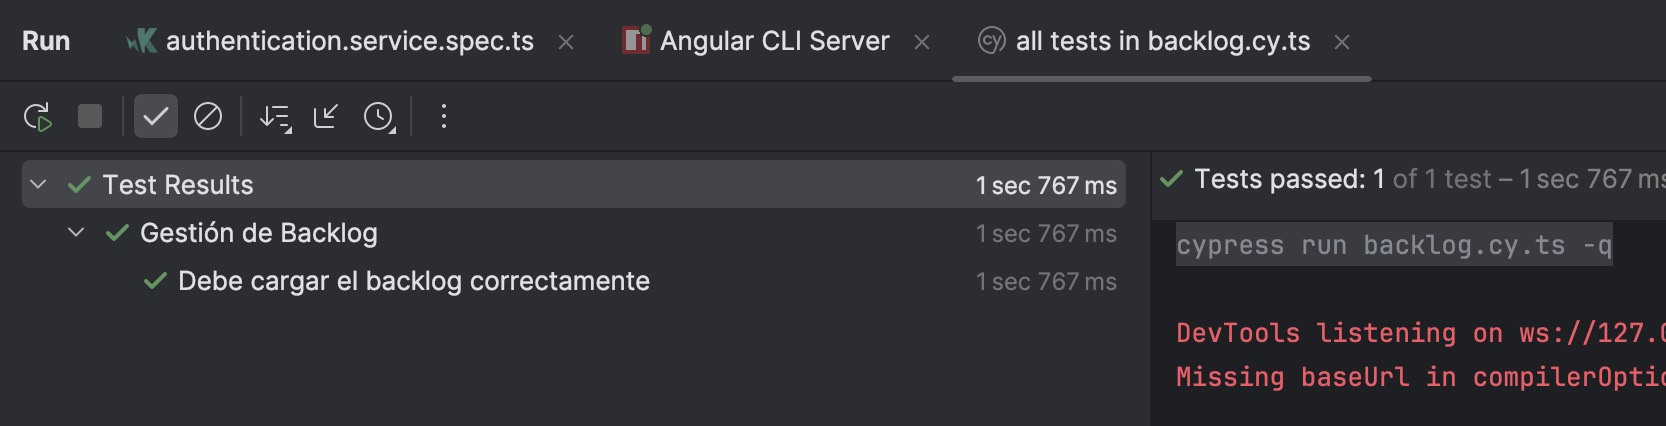 Run authentication.service.spec.ts Angular CLI Server all tests in backlog.cy.ts
Test Results 1 sec 767 ms
Gestión de Backlog 1 sec 767 ms
Debe cargar el backlog correctamente 1 sec 767 ms
Tests passed: 1 of 1 test – 1 sec 767 ms
cypress run backlog.cy.ts -q
DevTools listening on ws://127.0
Missing baseUrl in compilerOptio